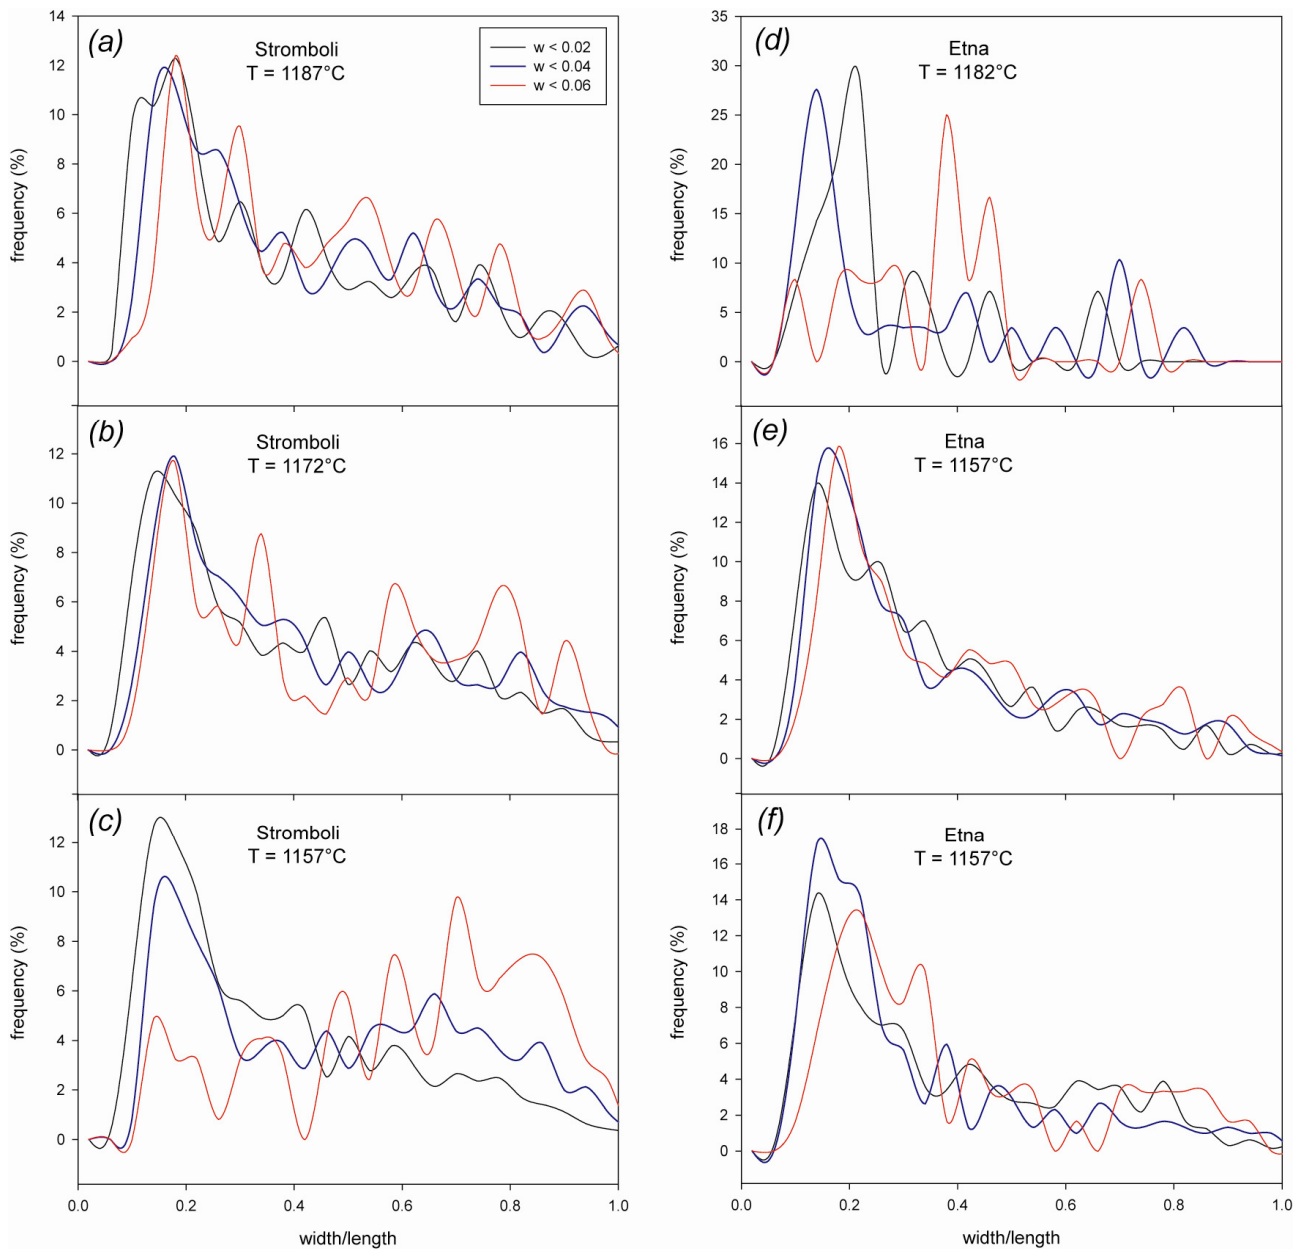 (a)
Stromboli
T = 1187°C
w < 0.02
w < 0.04
w < 0.06
14
12
10
8
6
4
2
0
frequency (%)
(d)
Etna
T = 1182°C
35
30
25
20
15
10
5
0
frequency (%)
(b)
Stromboli
T = 1172°C
12
10
8
6
4
2
0
frequency (%)
(e)
Etna
T = 1157°C
16
14
12
10
8
6
4
2
0
frequency (%)
(c)
Stromboli
T = 1157°C
12
10
8
6
4
2
0
frequency (%)
0.0 0.2 0.4 0.6 0.8 1.0
width/length
(f)
Etna
T = 1157°C
18
16
14
12
10
8
6
4
2
0
frequency (%)
0.0 0.2 0.4 0.6 0.8 1.0
width/length